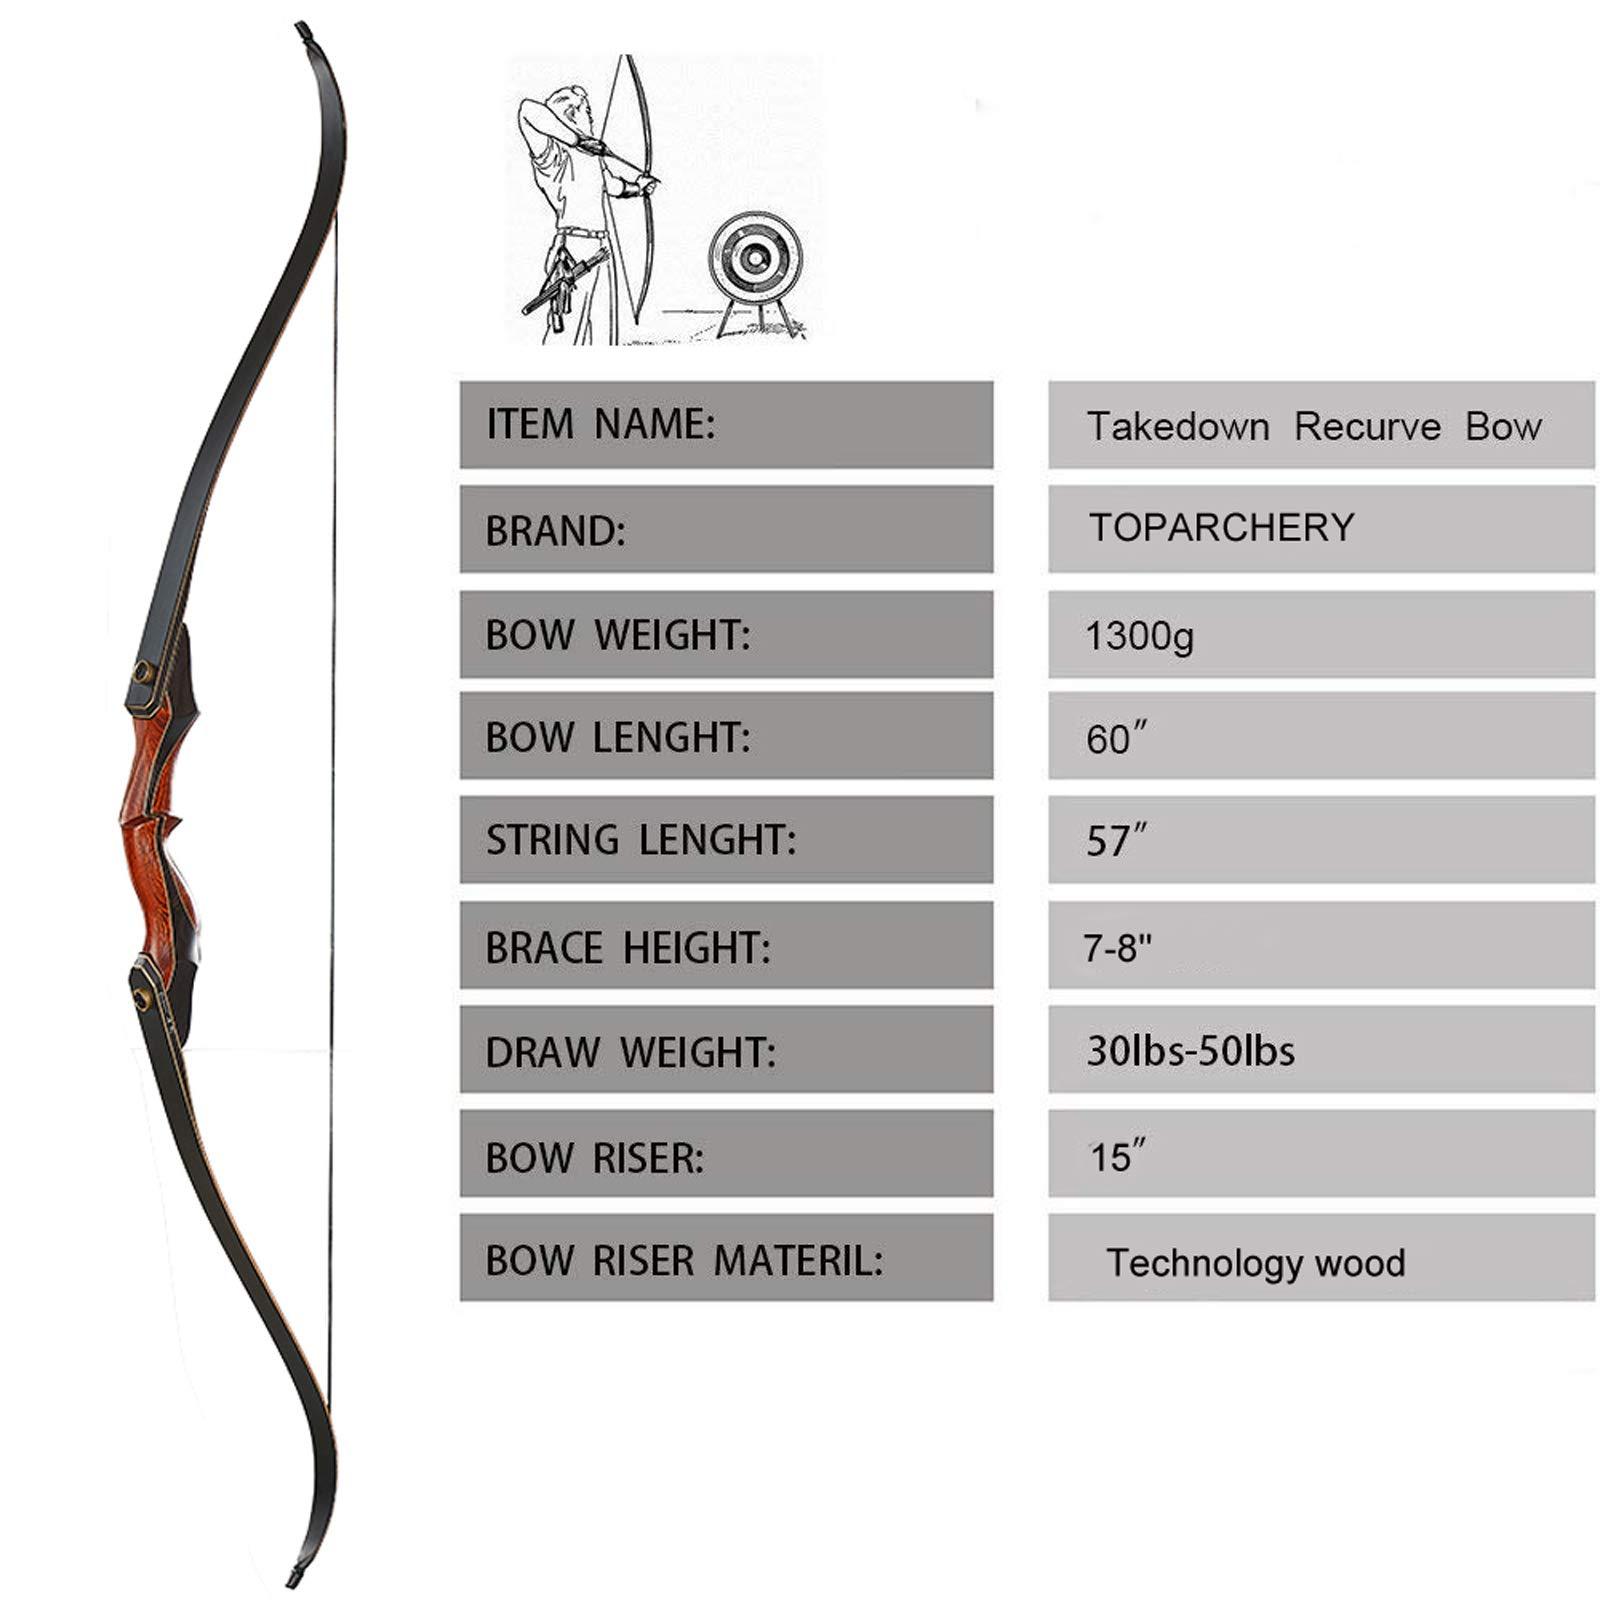 ITEM NAME: Takedown Recurve Bow
BRAND: TOPARCHERY
BOW WEIGHT: 1300g
BOW LENGHT: 60″
STRING LENGHT: 57″
BRACE HEIGHT: 7-8"
DRAW WEIGHT: 30lbs-50lbs
BOW RISER: 15″
BOW RISER MATERIL: Technology wood